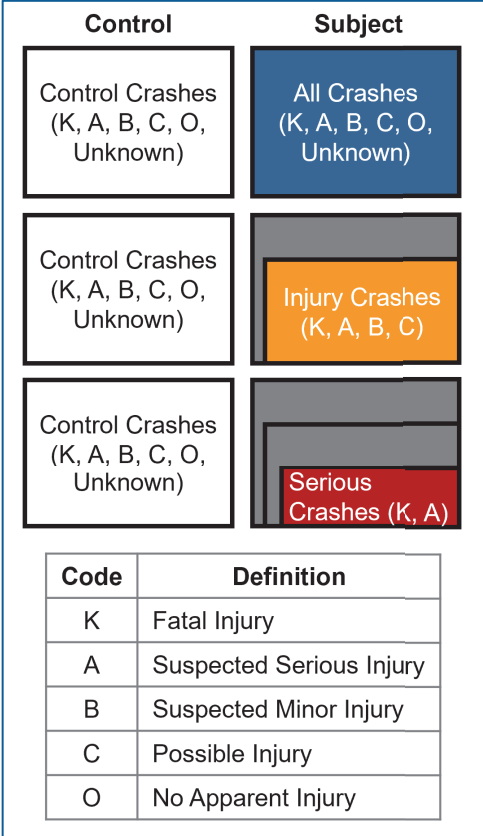 Control
Subject
Control Crashes
(K, A, B, C, O,
Unknown)
All Crashes
(K, A, B, C, O,
Unknown)
Control Crashes
(K, A, B, C, O,
Unknown)
Injury Crashes
(K, A, B, C)
Control Crashes
(K, A, B, C, O,
Unknown)
Serious
Crashes (K, A)
Code Definition
K Fatal Injury
A Suspected Serious Injury
B Suspected Minor Injury
C Possible Injury
O No Apparent Injury